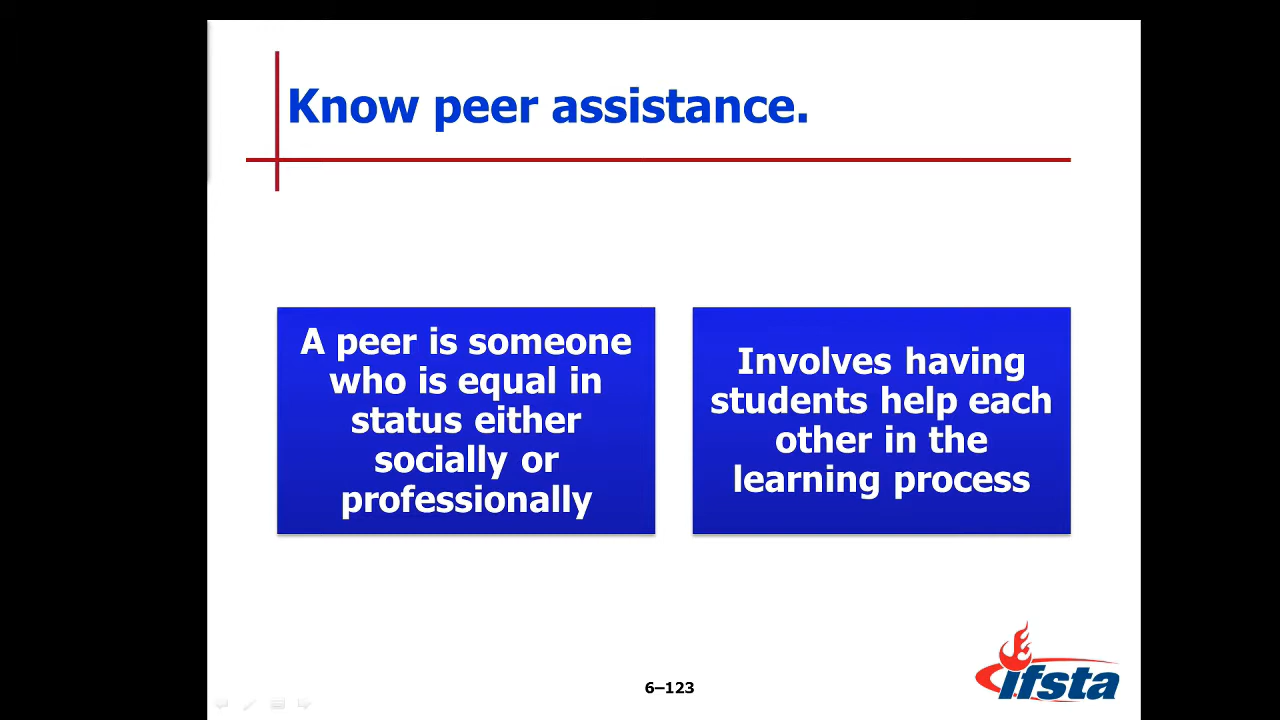 Know peer assistance.
A peer is someone
who is equal in
status either
socially or
professionally
Involves having
students help each
other in the
learning process
6–123
ifsta